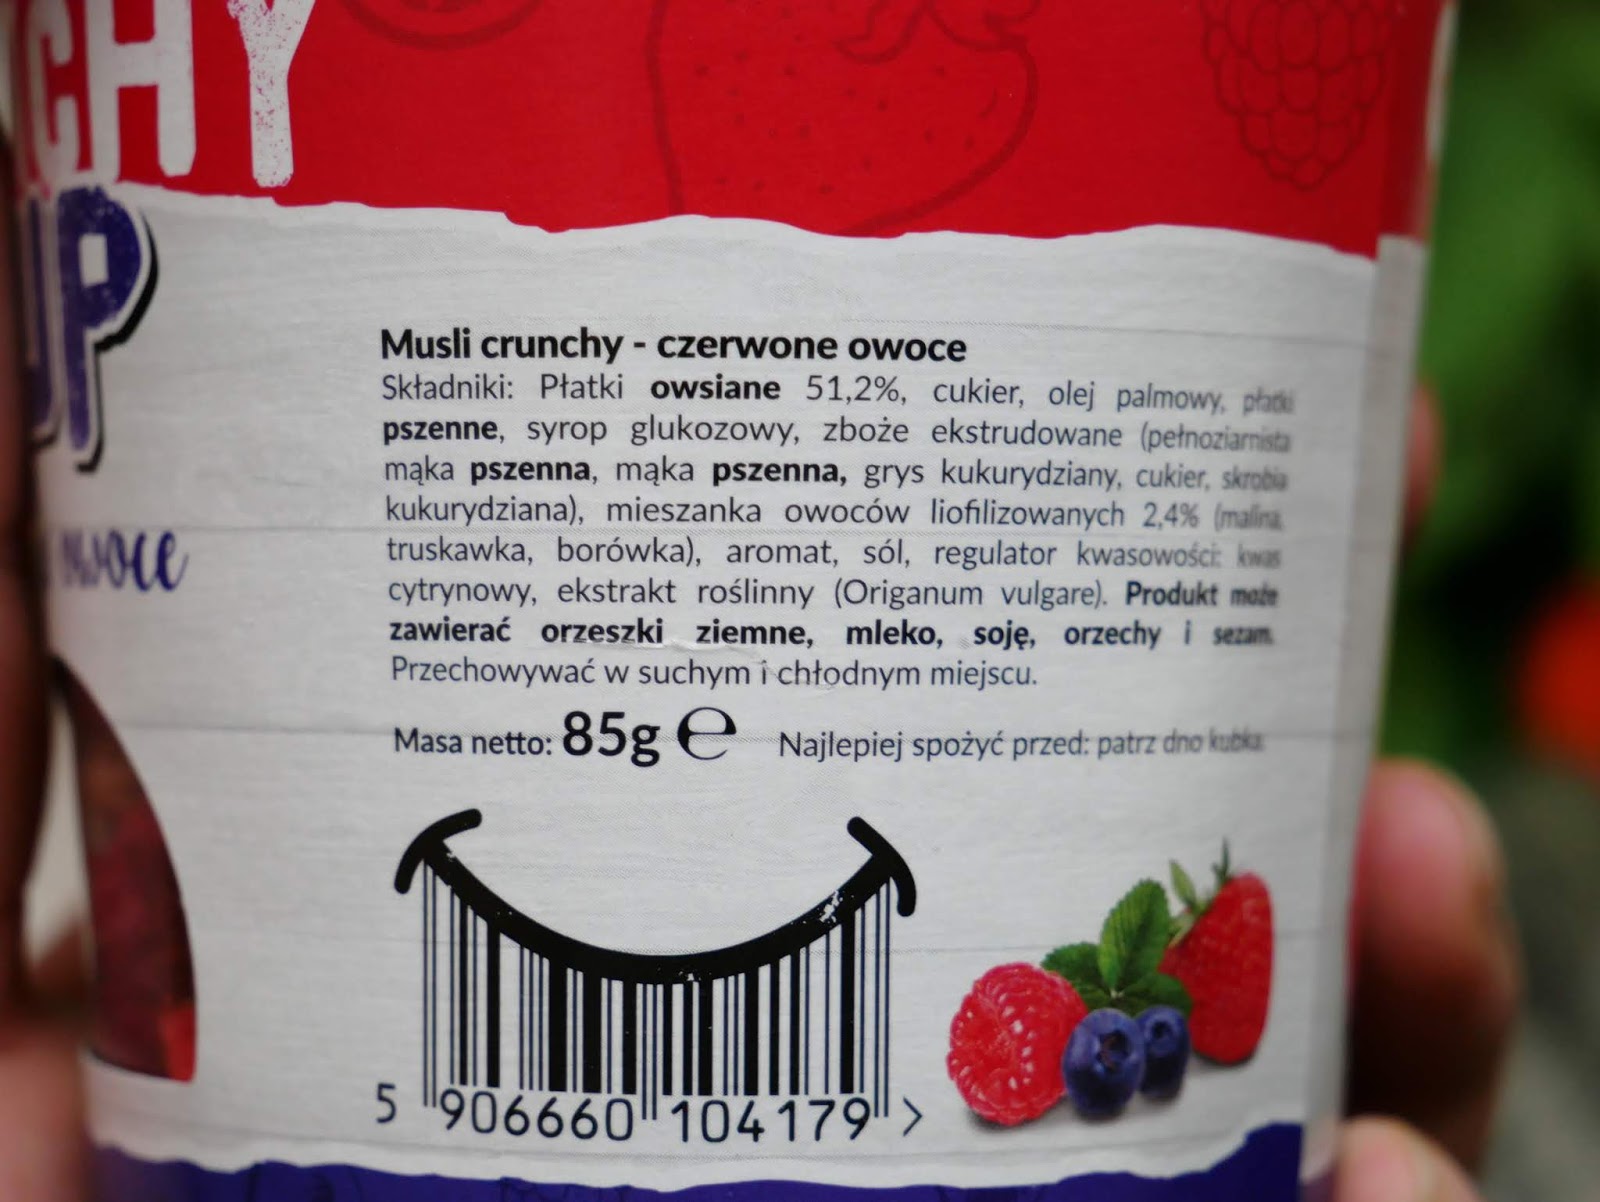 CHY
UP
owoce
Musli crunchy - czerwone owoce
Składniki: Płatki owsiane 51,2%, cukier, olej palmowy, płatki
pszenne, syrop glukozowy, zboże ekstrudowane (pełnoziarnista
mąka pszenna, mąka pszenna, grys kukurydziany, cukier, skrobia
kukurydziana), mieszanka owoców liofilizowanych 2,4% (malina,
truskawka, borówka), aromat, sól, regulator kwasowości: kwas
cytrynowy, ekstrakt roślinny (Origanum vulgare). Produkt może
zawierać orzeszki ziemne, mleko, soję, orzechy i sezam.
Przechowywać w suchym i chłodnym miejscu.
Masa netto: 85g ℮ Najlepiej spożyć przed: patrz dno kubka.
5 906660 104179 >